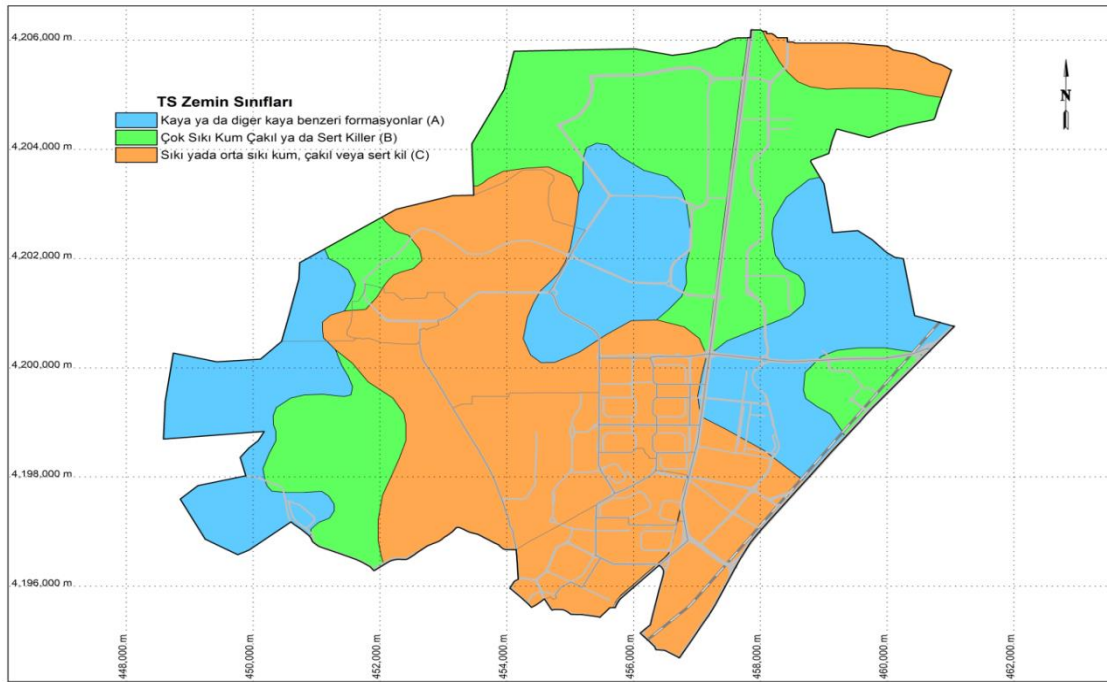 4,206,000 m
TS Zemin Sınıfları
Kaya ya da diger kaya benzeri formasyonlar (A)
Çok Sıkı Kum Çakıl ya da Sert Killer (B)
Sıkı yada orta sıkı kum, çakıl veya sert kil (C)
N
4,204,000 m
4,202,000 m
4,200,000 m
4,198,000 m
4,196,000 m
448,000 m
450,000 m
452,000 m
454,000 m
456,000 m
458,000 m
460,000 m
462,000 m